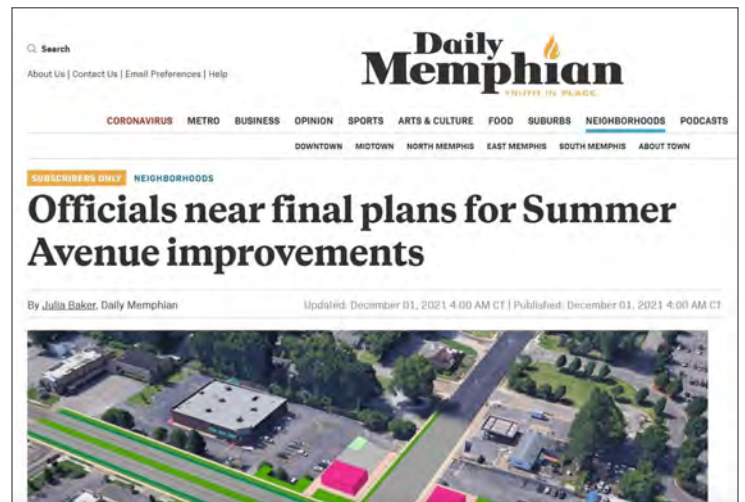 Search
About Us | Contact Us | Email Preferences | Help
Daily
Memphian
TRUTH IN PLACE
CORONAVIRUS METRO BUSINESS OPINION SPORTS ARTS & CULTURE FOOD SUBURBS NEIGHBORHOODS PODCASTS
DOWNTOWN MIDTOWN NORTH MEMPHIS EAST MEMPHIS SOUTH MEMPHIS ABOUT TOWN
SUBSCRIBERS ONLY NEIGHBORHOODS
Officials near final plans for Summer
Avenue improvements
By Julia Baker, Daily Memphian Updated: December 01, 2021 4:00 AM CT | Published: December 01, 2021 4:00 AM CT